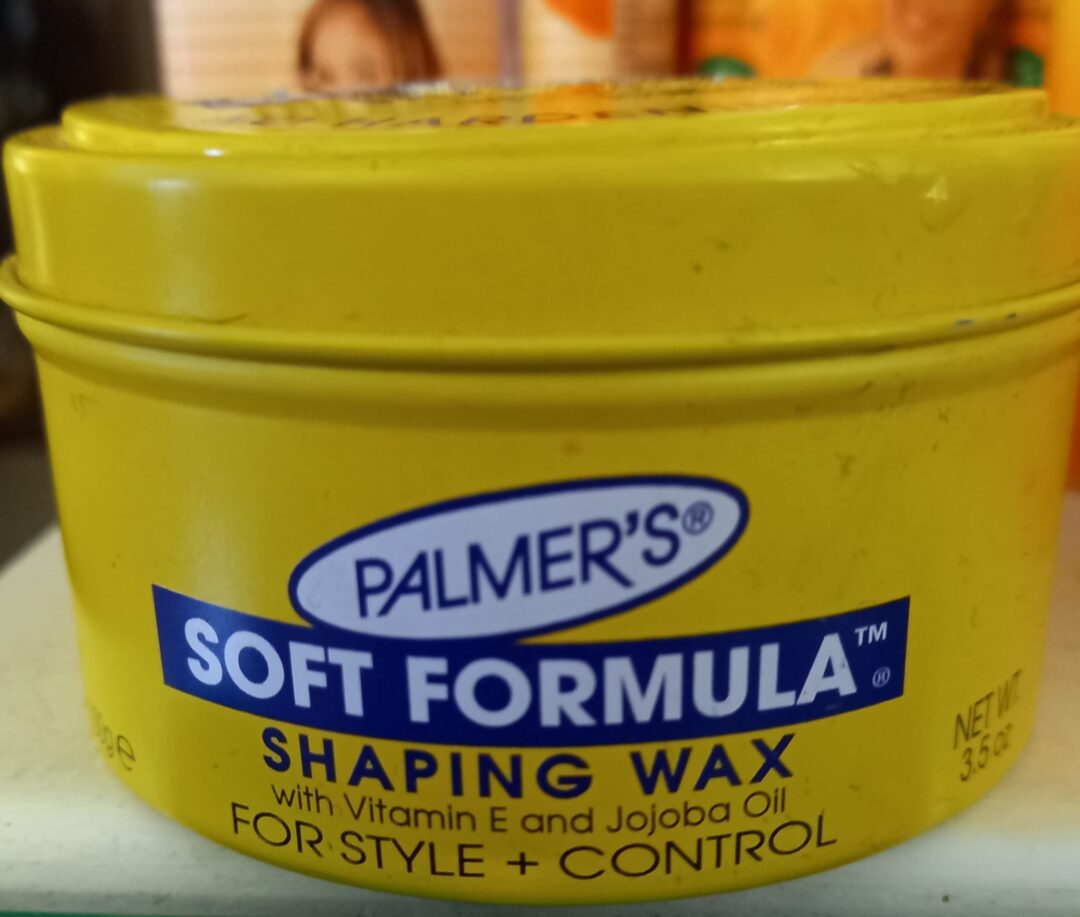 PALMER'S®
SOFT FORMULA™ ®
SHAPING WAX
with Vitamin E and Jojoba Oil
FOR STYLE + CONTROL
NET WT.
3.5 oz